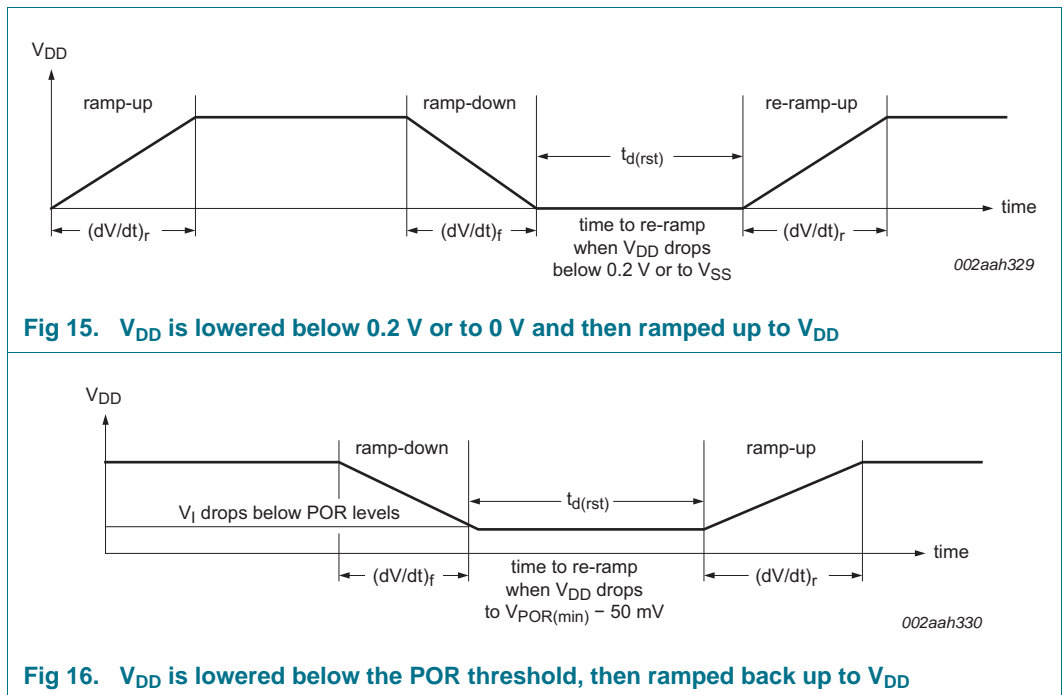 VDD
ramp-up
ramp-down
re-ramp-up
td(rst)
time
(dV/dt)r
(dV/dt)f
time to re-ramp
when VDD drops
below 0.2 V or to VSS
(dV/dt)r
002aah329
Fig 15. VDD is lowered below 0.2 V or to 0 V and then ramped up to VDD
VDD
ramp-down
ramp-up
td(rst)
VI drops below POR levels
time
(dV/dt)f
time to re-ramp
when VDD drops
to VPOR(min) − 50 mV
(dV/dt)r
002aah330
Fig 16. VDD is lowered below the POR threshold, then ramped back up to VDD